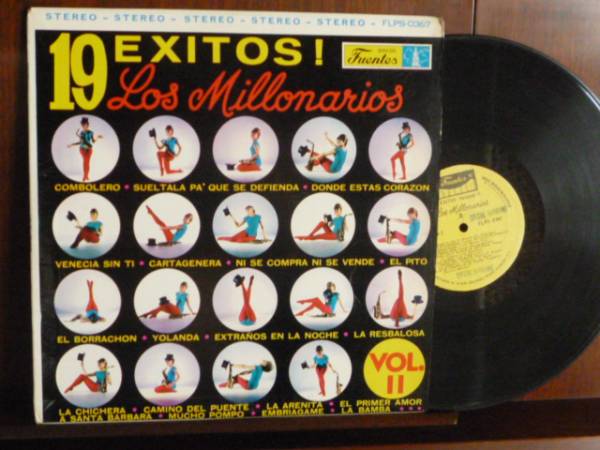 STEREO - STEREO - STEREO - STEREO - STEREO - FLPS-0367
19 EXITOS!
Los Millonarios
Fuentes
COMBOLERO • SUELTALA PA' QUE SE DEFIENDA • DONDE ESTAS CORAZON
VENECIA SIN TI • CARTAGENERA • NI SE COMPRA NI SE VENDE • EL PITO
EL BORRACHON • YOLANDA • EXTRAÑOS EN LA NOCHE • LA RESBALOSA
VOL. II
LA CHICHERA • CAMINO DEL PUENTE • LA ARENITA • EL PRIMER AMOR
A SANTA BARBARA • MUCHO POMPO • EMBRIAGAME • LA BAMBA • • •
Los Millonarios